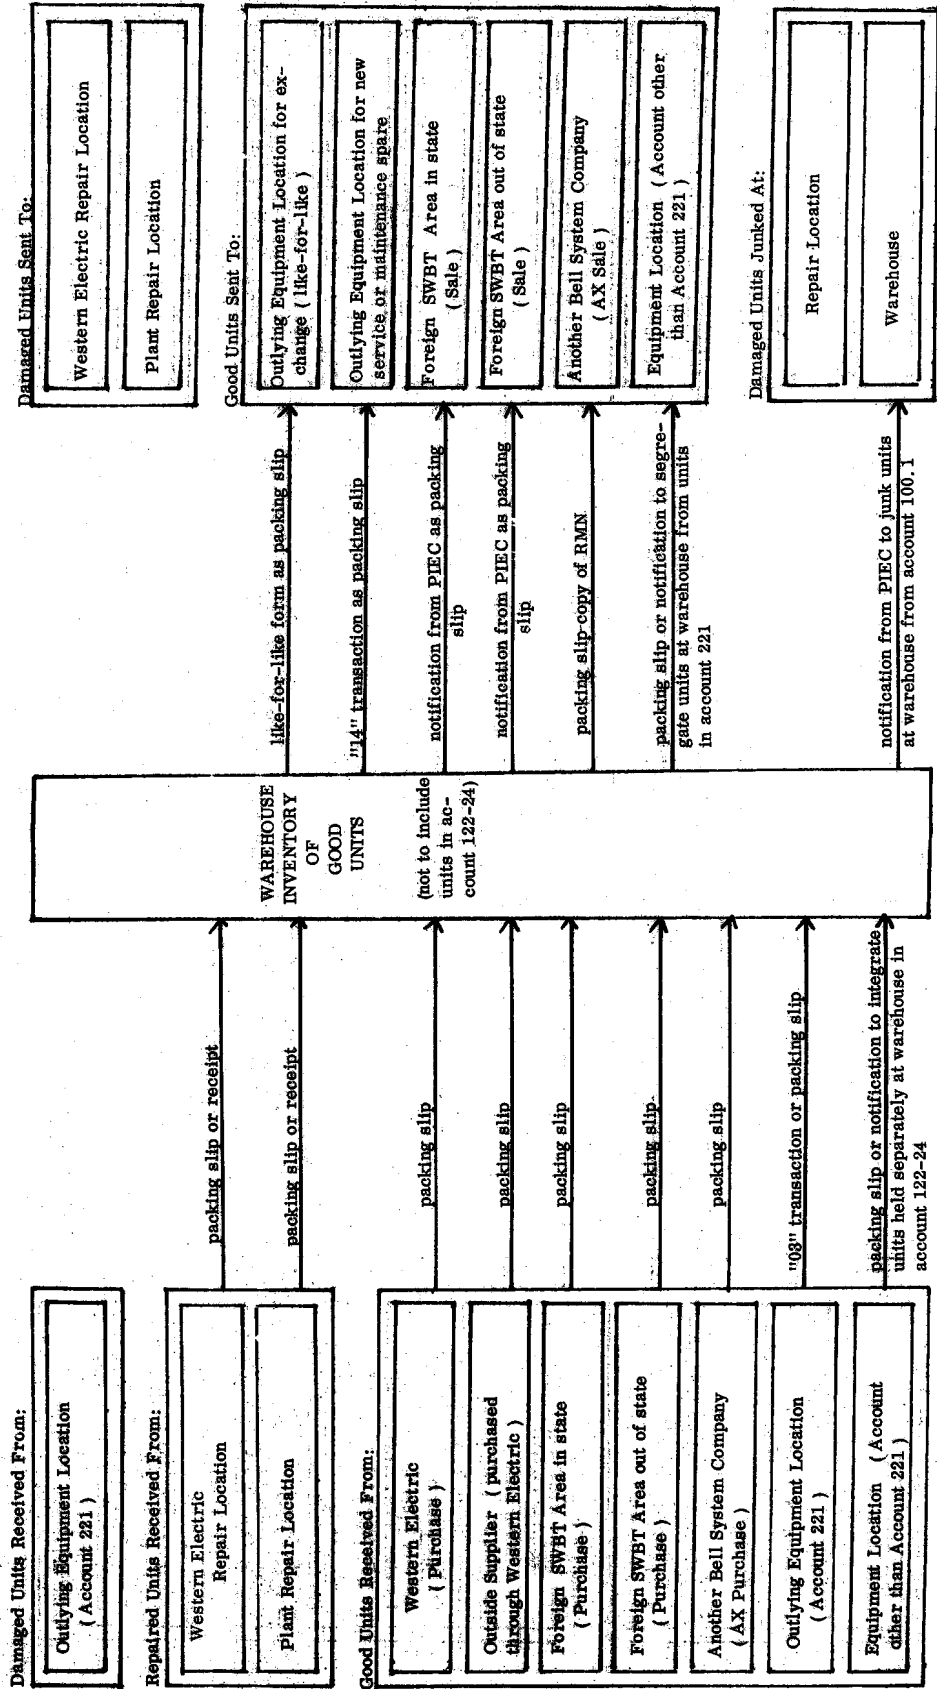 Damaged Units Received From:
Outlying Equipment Location
( Account 221 )
Repaired Units Received From:
Western Electric
Repair Location
Plant Repair Location
Good Units Received From:
Western Electric
( Purchase )
Outside Supplier ( purchased
through Western Electric )
Foreign SWBT Area in state
( Purchase )
Foreign SWBT Area out of state
( Purchase )
Another Bell System Company
( AX Purchase )
Outlying Equipment Location
( Account 221 )
Equipment Location ( Account
other than Account 221 )
packing slip or receipt
packing slip or receipt
packing slip
packing slip
packing slip
packing slip
packing slip
"03" transaction or packing slip
packing slip or notification to integrate
units held separately at warehouse in
account 122-24
WAREHOUSE
INVENTORY
OF
GOOD
UNITS
(not to include
units in ac-
count 122-24)
like-for-like form as packing slip
"14" transaction as packing slip
notification from PIEC as packing
slip
notification from PIEC as packing
slip
packing slip-copy of RMN
packing slip or notification to segre-
gate units at warehouse from units
in account 221
notification from PIEC to junk units
at warehouse from account 100.1
Damaged Units Sent To:
Western Electric Repair Location
Plant Repair Location
Good Units Sent To:
Outlying Equipment Location for ex-
change ( like-for-like )
Outlying Equipment Location for new
service or maintenance spare
Foreign SWBT Area in state
( Sale )
Foreign SWBT Area out of state
( Sale )
Another Bell System Company
( AX Sale )
Equipment Location ( Account other
than Account 221 )
Damaged Units Junked At:
Repair Location
Warehouse